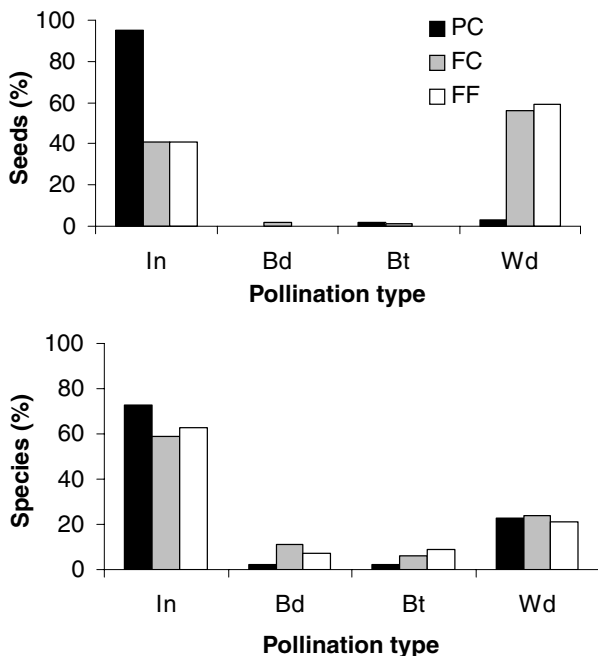 100
80
60
40
20
0
Seeds (%)
PC
FC
FF
In Bd Bt Wd
Pollination type
100
80
60
40
20
0
Species (%)
In Bd Bt Wd
Pollination type